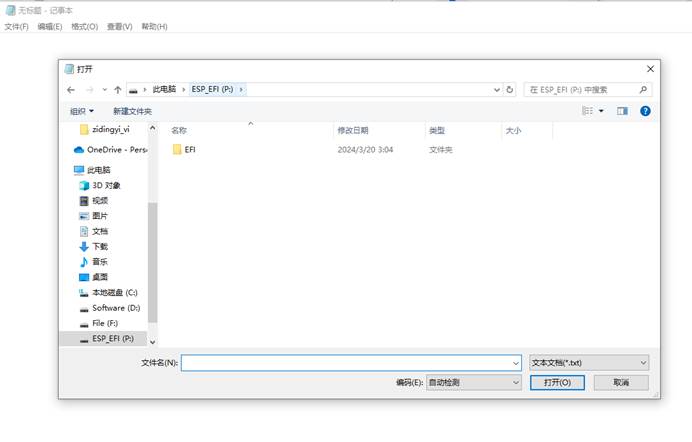 无标题 - 记事本
文件(F) 编辑(E) 格式(O) 查看(V) 帮助(H)
打开
此电脑 ESP_EFI (P:)
在 ESP_EFI (P:) 中搜索
组织 新建文件夹
zidingyi_vi
OneDrive - Pers
此电脑
3D 对象
视频
图片
文档
下载
音乐
桌面
本地磁盘 (C:)
Software (D:)
File (F:)
ESP_EFI (P:)
名称 修改日期 类型 大小
EFI 2024/3/20 3:04 文件夹
文件名(N): 文本文档(*.txt)
编码(E): 自动检测 打开(O) 取消